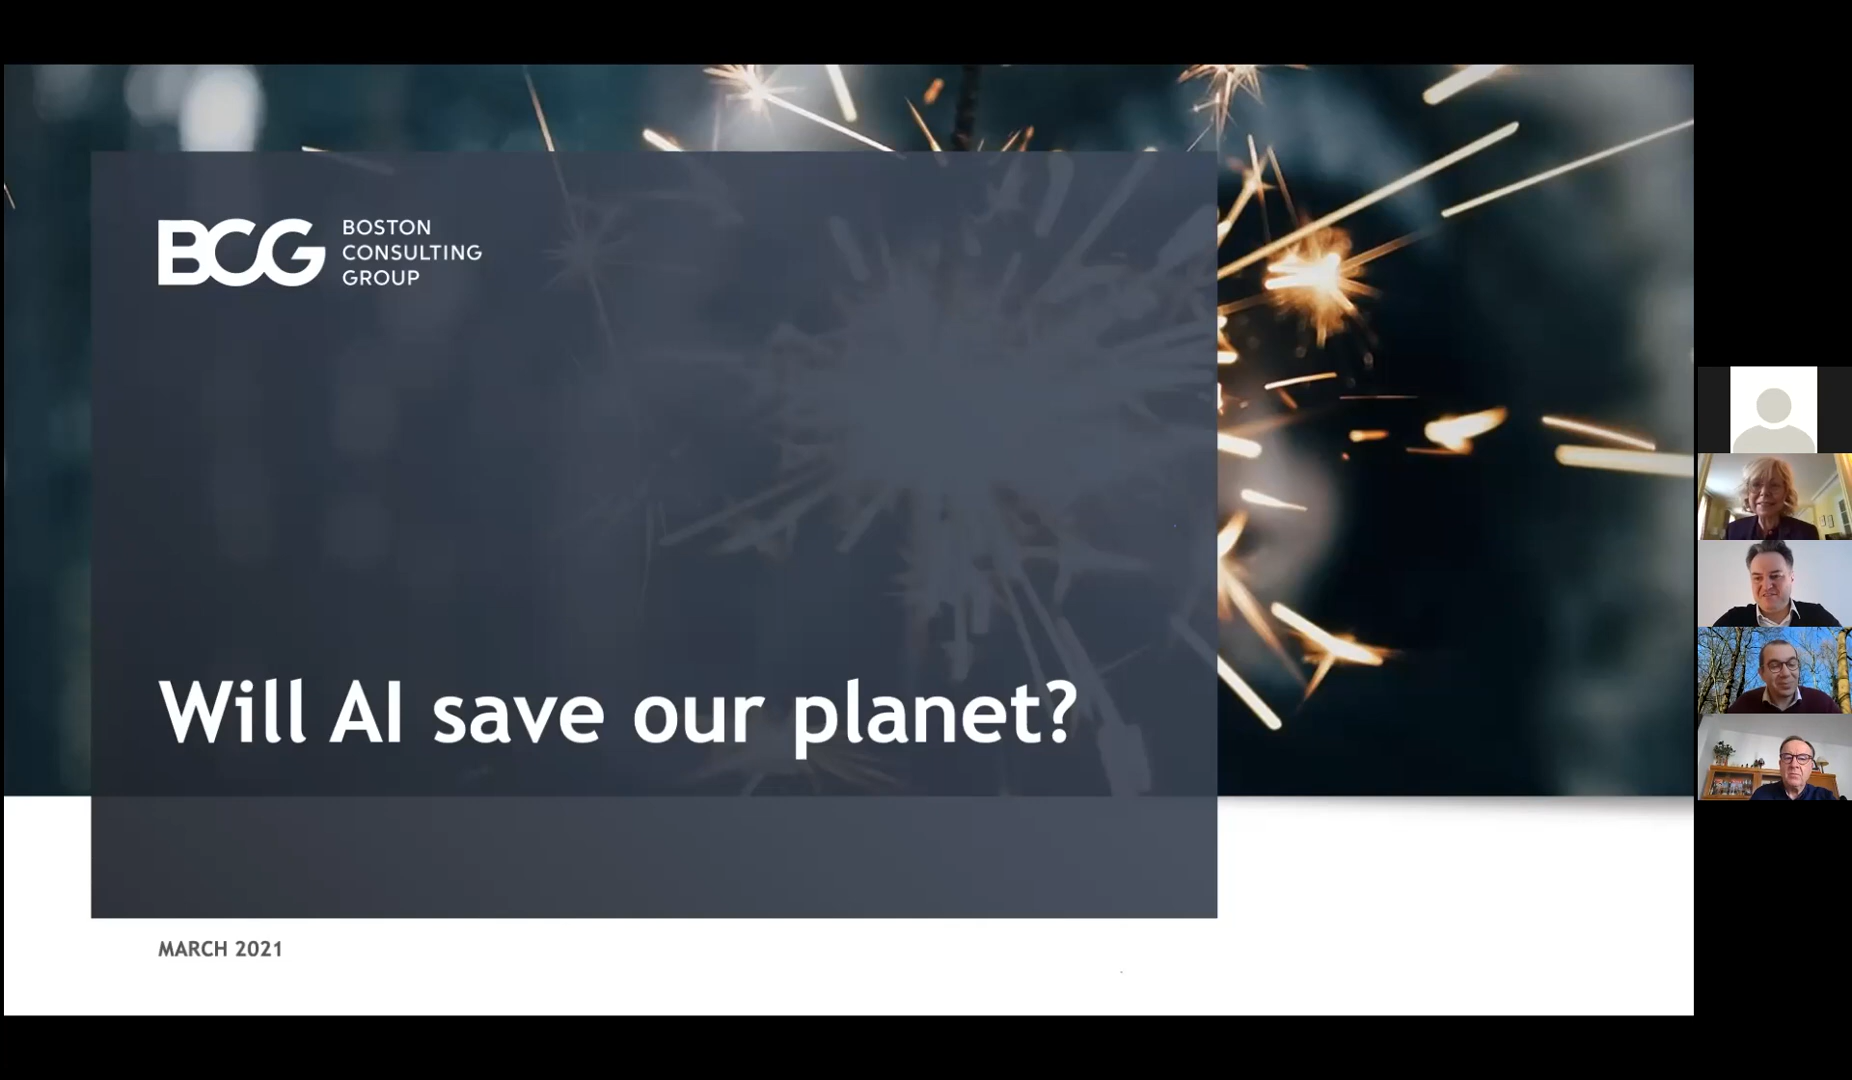 BCG
BOSTON
CONSULTING
GROUP
Will AI save our planet?
MARCH 2021